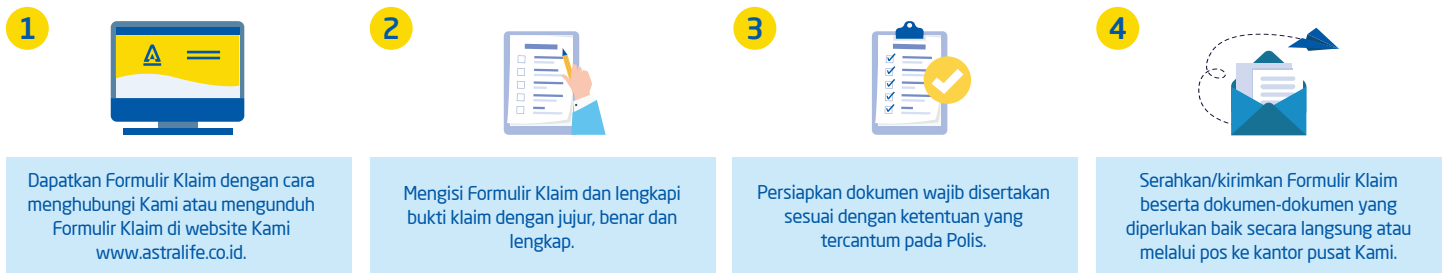 1
Dapatkan Formulir Klaim dengan cara
menghubungi Kami atau mengunduh
Formulir Klaim di website Kami
www.astralife.co.id.
2
Mengisi Formulir Klaim dan lengkapi
bukti klaim dengan jujur, benar dan
lengkap.
3
Persiapkan dokumen wajib disertakan
sesuai dengan ketentuan yang
tercantum pada Polis.
4
Serahkan/kirimkan Formulir Klaim
beserta dokumen-dokumen yang
diperlukan baik secara langsung atau
melalui pos ke kantor pusat Kami.